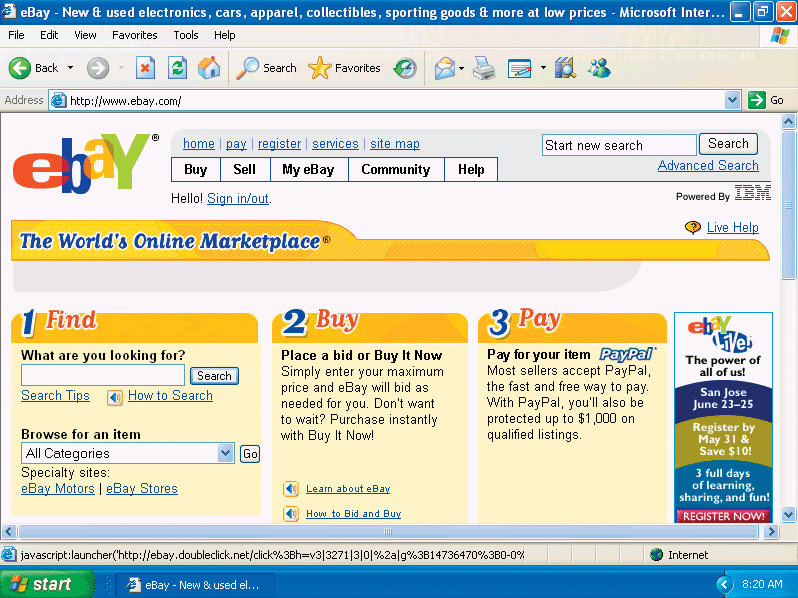 eBay - New & used electronics, cars, apparel, collectibles, sporting goods & more at low prices - Microsoft Inter...
File Edit View Favorites Tools Help
Back Search Favorites
Address http://www.ebay.com/ Go
ebay®
home | pay | register | services | site map
Start new search Search
Buy Sell My eBay Community Help
Advanced Search
Hello! Sign in/out.
Powered By IBM
The World's Online Marketplace®
? Live Help
1 Find
What are you looking for?
Search
Search Tips How to Search
Browse for an item
All Categories Go
Specialty sites:
eBay Motors | eBay Stores
2 Buy
Place a bid or Buy It Now
Simply enter your maximum
price and eBay will bid as
needed for you. Don't want
to wait? Purchase instantly
with Buy It Now!
Learn about eBay
How to Bid and Buy
3 Pay
Pay for your item PayPal
Most sellers accept PayPal,
the fast and free way to pay.
With PayPal, you'll also be
protected up to $1,000 on
qualified listings.
ebay
Live!
The power of
all of us!
San Jose
June 23-25
Register by
May 31 &
Save $10!
3 full days
of learning,
sharing, and fun!
REGISTER NOW!
javascript:launcher('http://ebay.doubleclick.net/click%3Bh=v3|3271|3|0|%2a|g%3B14736470%3B0-0%
Internet
start eBay - New & used el... 8:20 AM